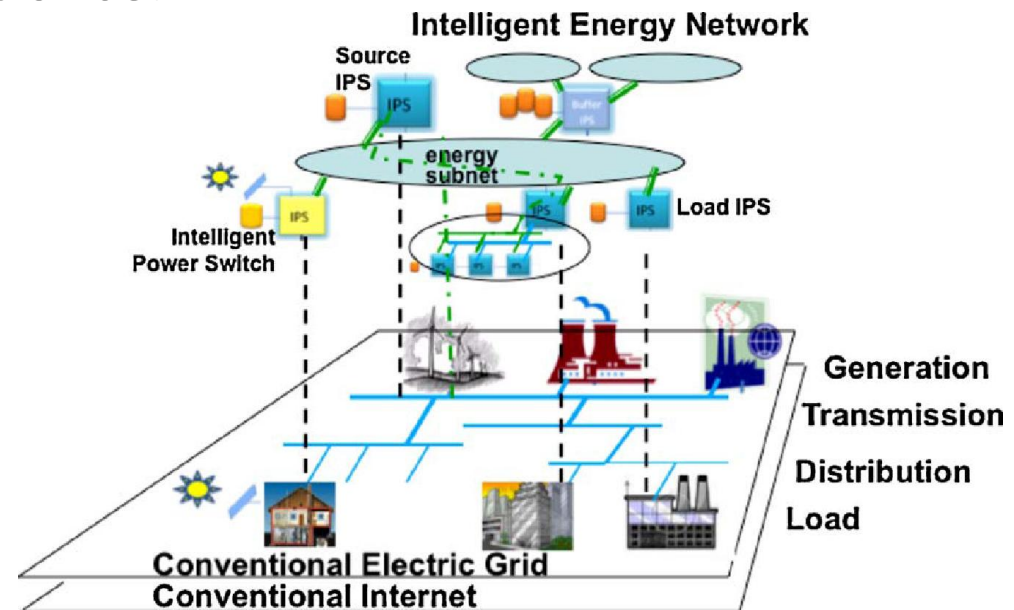 Intelligent Energy Network
Source
IPS
IPS
Buffer
IPS
energy
subnet
IPS
IPS
IPS
Load IPS
Intelligent
Power Switch
IPS
IPS
IPS
Generation
Transmission
Distribution
Load
Conventional Electric Grid
Conventional Internet